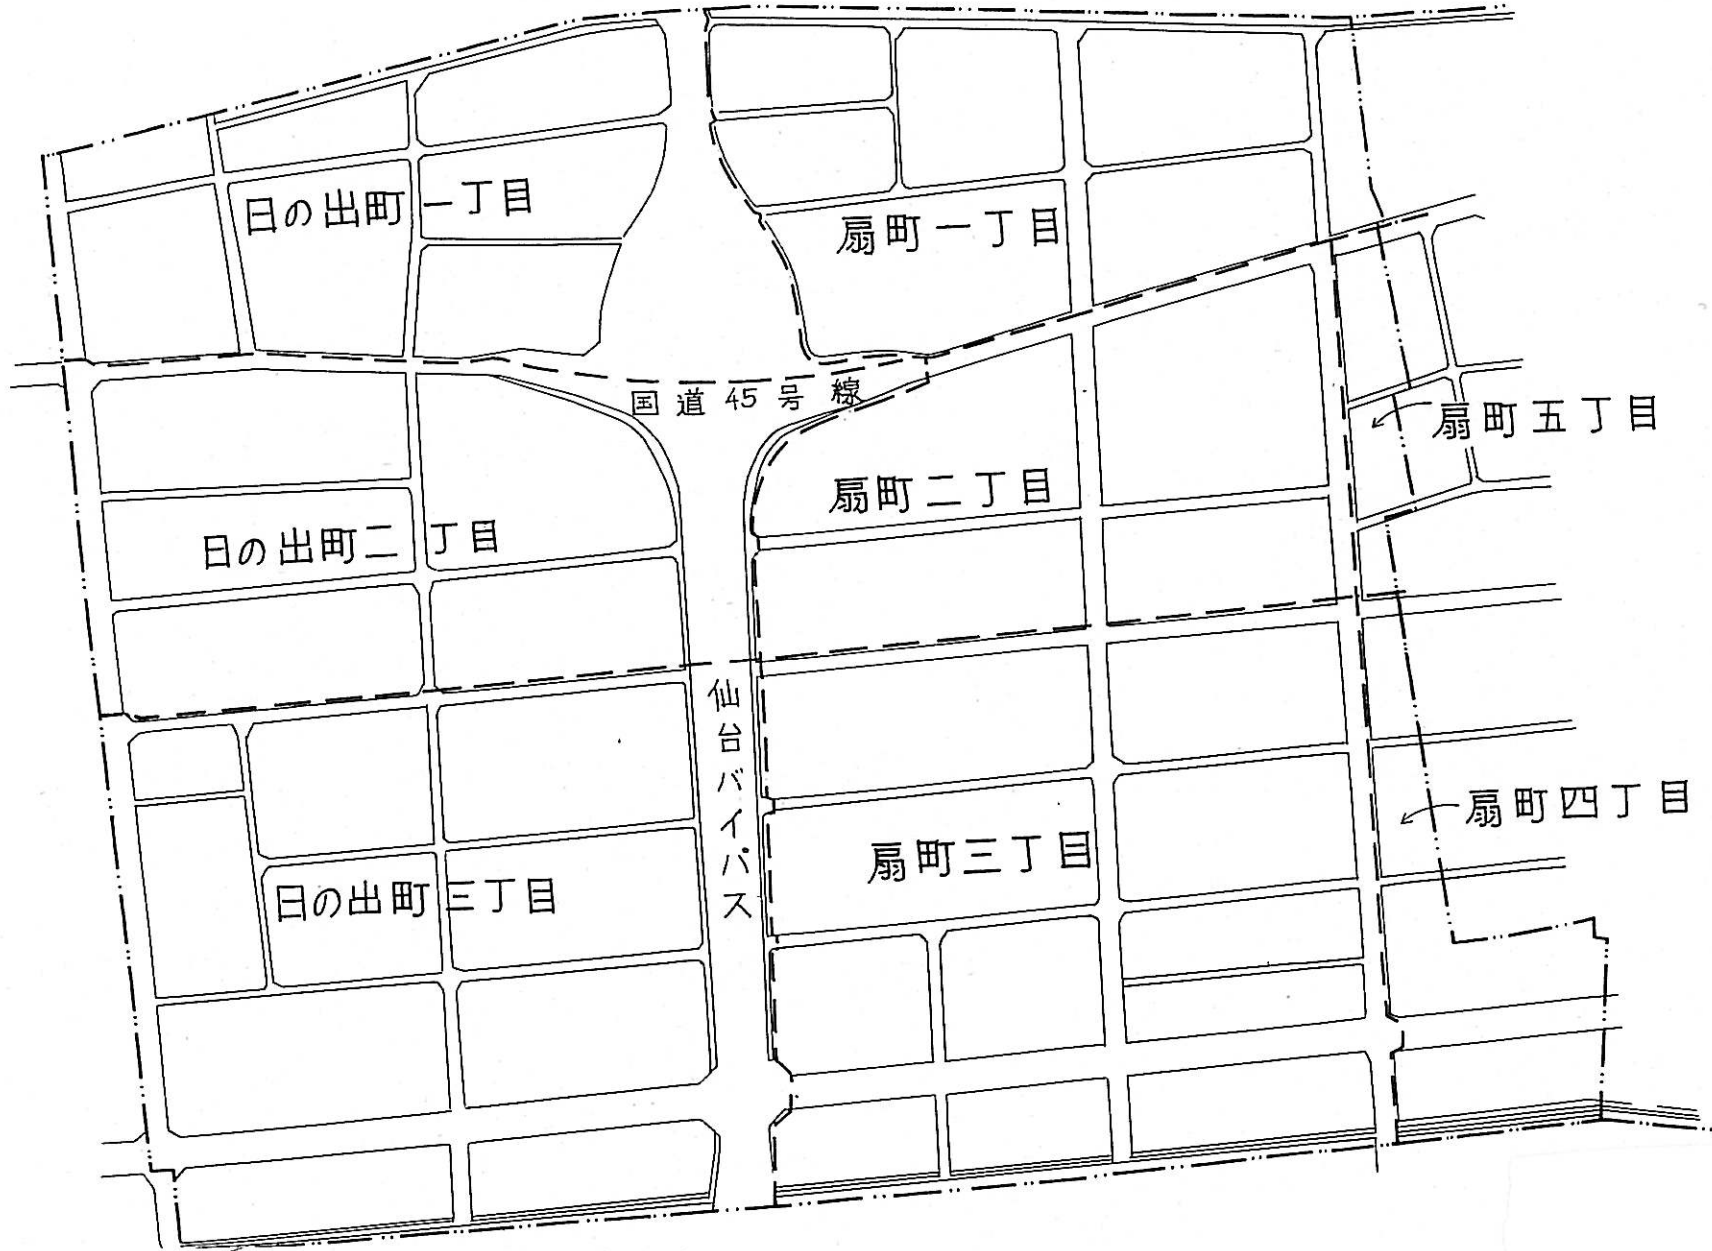 日の出町一丁目
扇町一丁目
国道45号線
扇町五丁目
扇町二丁目
日の出町二丁目
仙台バイパス
扇町四丁目
扇町三丁目
日の出町三丁目